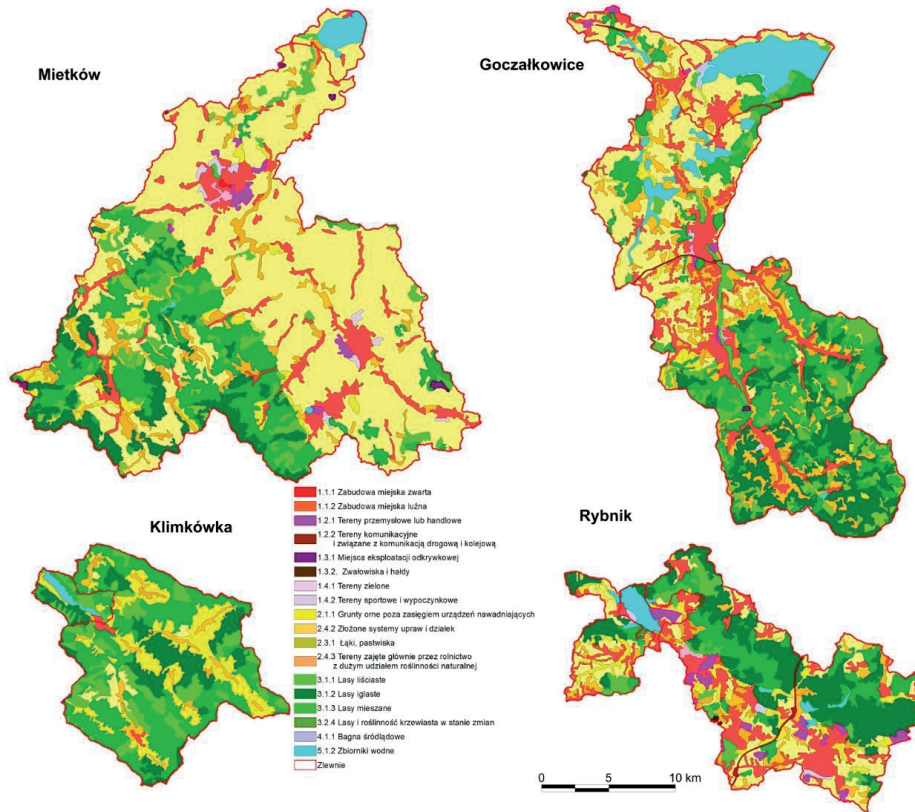 Mietków
Goczałkowice
Klimkówka
Rybnik
1.1.1 Zabudowa miejska zwarta
1.1.2 Zabudowa miejska luźna
1.2.1 Tereny przemysłowe lub handlowe
1.2.2 Tereny komunikacyjne
i związane z komunikacją drogową i kolejową
1.3.1 Miejsca eksploatacji odkrywkowej
1.3.2. Zwałowiska i hałdy
1.4.1 Tereny zielone
1.4.2 Tereny sportowe i wypoczynkowe
2.1.1 Grunty orne poza zasięgiem urządzeń nawadniających
2.4.2 Złożone systemy upraw i działek
2.3.1 Łąki, pastwiska
2.4.3 Tereny zajęte głównie przez rolnictwo
z dużym udziałem roślinności naturalnej
3.1.1 Lasy liściaste
3.1.2 Lasy iglaste
3.1.3 Lasy mieszane
3.2.4 Lasy i roślinność krzewiasta w stanie zmian
4.1.1 Bagna śródlądowe
5.1.2 Zbiorniki wodne
Zlewnie
0 5 10 km